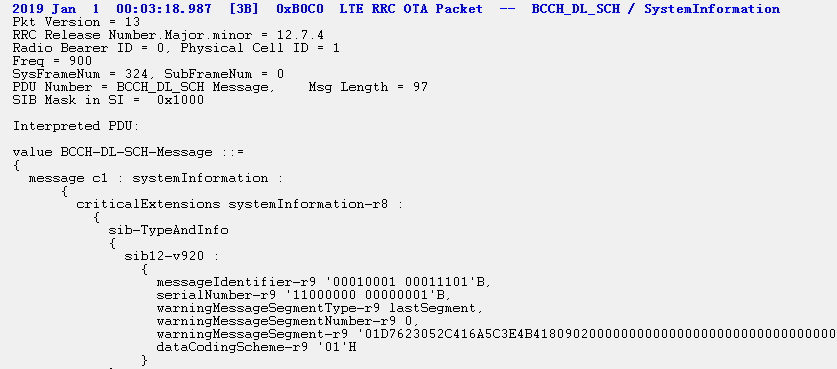 2019 Jan  1  00:03:18.987  [3B]  0xB0C0  LTE RRC OTA Packet  --  BCCH_DL_SCH / SystemInformation
Pkt Version = 13
RRC Release Number.Major.minor = 12.7.4
Radio Bearer ID = 0, Physical Cell ID = 1
Freq = 900
SysFrameNum = 324, SubFrameNum = 0
PDU Number = BCCH_DL_SCH Message,    Msg Length = 97
SIB Mask in SI =  0x1000
Interpreted PDU:
value BCCH-DL-SCH-Message ::=
{
message c1 : systemInformation :
{
criticalExtensions systemInformation-r8 :
{
sib-TypeAndInfo
{
sib12-v920 :
{
messageIdentifier-r9 '00010001 00011101'B,
serialNumber-r9 '11000000 00000001'B,
warningMessageSegmentType-r9 lastSegment,
warningMessageSegmentNumber-r9 0,
warningMessageSegment-r9 '01D7623052C416A5C3E4B4180902000000000000000000000000000000000
dataCodingScheme-r9 '01'H
}